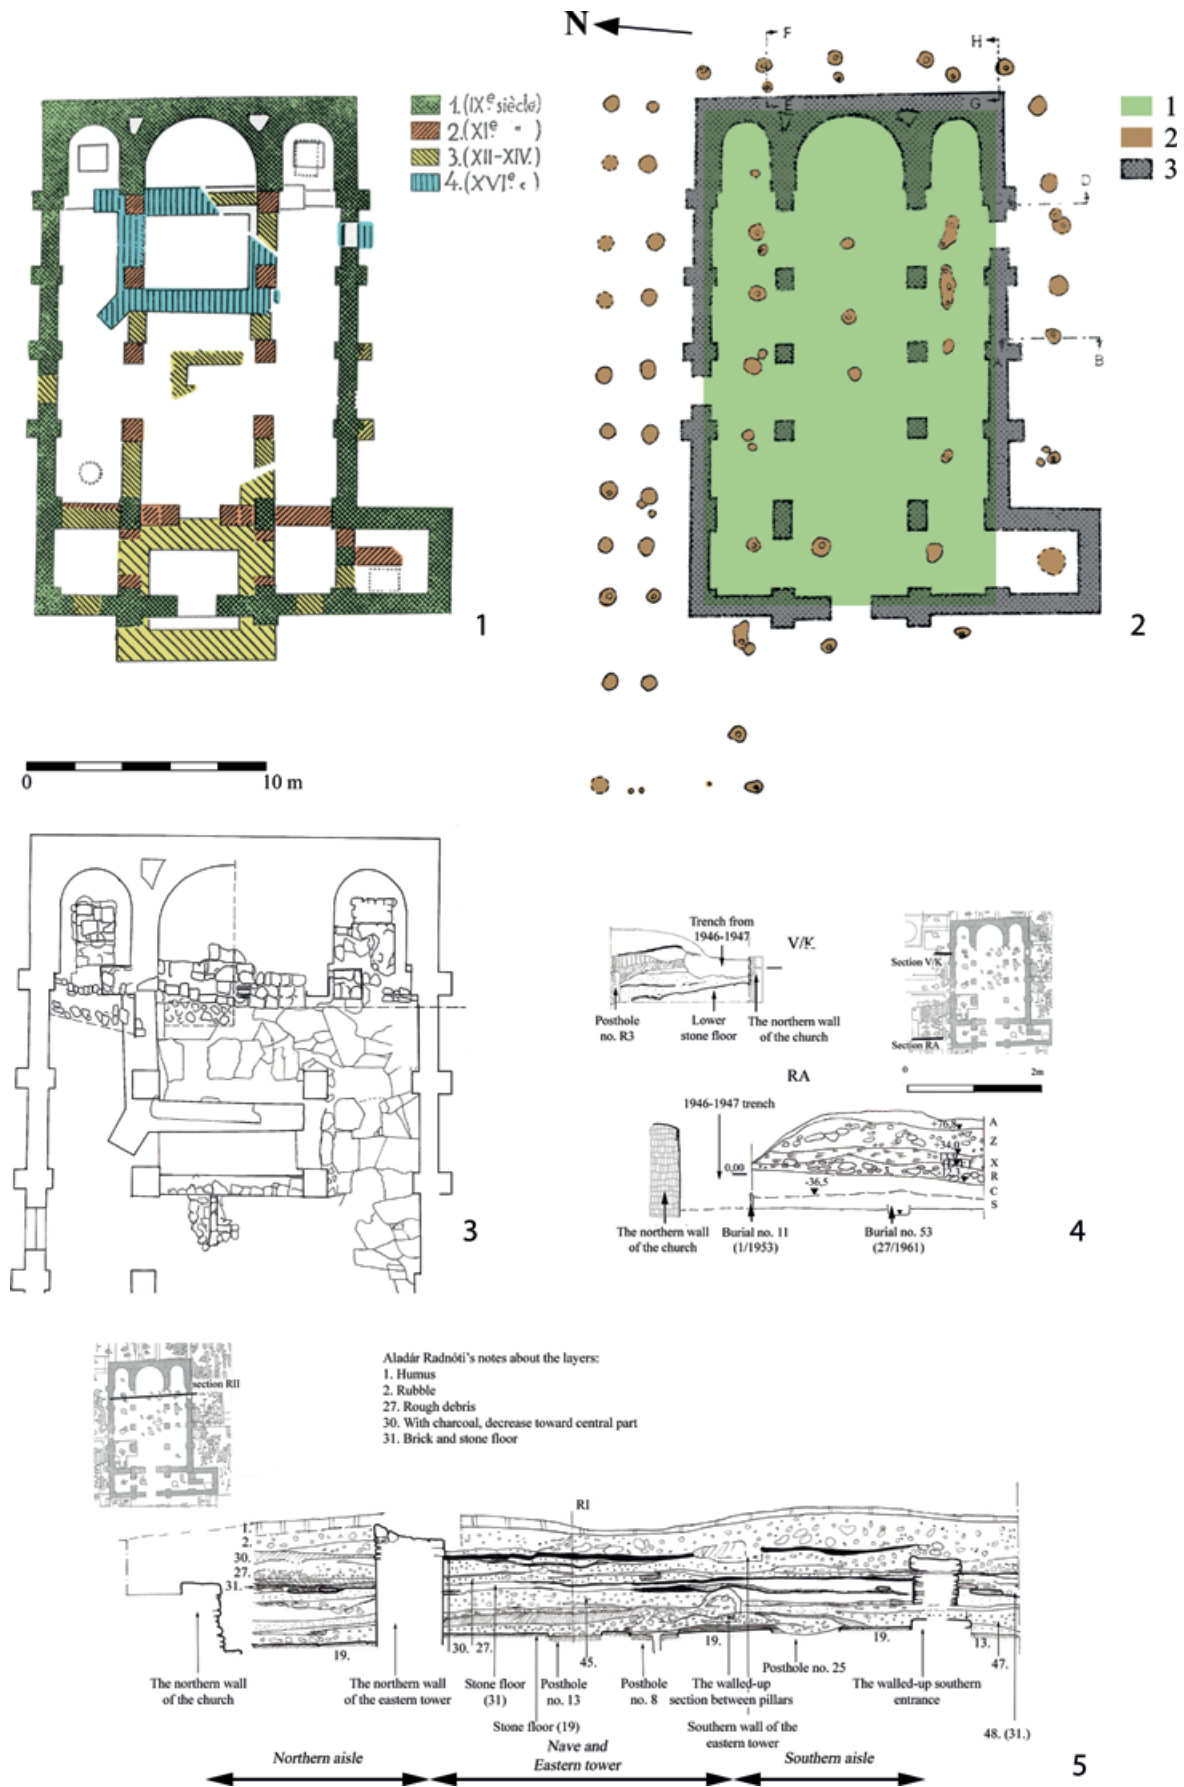 N
F
H
E
G
D
B
1.(IXe siècle)
2.(XIe. " )
3.(XII-XIV.)
4.(XVIe. c )
1
2
3
1
2
0
10 m
3
Trench from
1946-1947
V/K
Posthole
no. R3
Lower
stone floor
The northern wall
of the church
Section V/K
Section RA
0
2m
RA
1946-1947 trench
0,00
-36,5
+76,8
+34,0
A
Z
X
R
C
S
The northern wall
of the church
Burial no. 11
(1/1953)
Burial no. 53
(27/1961)
4
section RII
Aladár Radnóti's notes about the layers:
1. Humus
2. Rubble
27. Rough debris
30. With charcoal, decrease toward central part
31. Brick and stone floor
RI
1.
2.
30.
27.
31.
19.
30.
27.
45.
19.
19.
13.
47.
The northern wall
of the church
The northern wall
of the eastern tower
Stone floor
(31)
Stone floor (19)
Posthole
no. 13
Posthole
no. 8
The walled-up
section between pillars
Southern wall of the
eastern tower
Posthole no. 25
The walled-up southern
entrance
48. (31.)
Northern aisle
Nave and
Eastern tower
Southern aisle
5